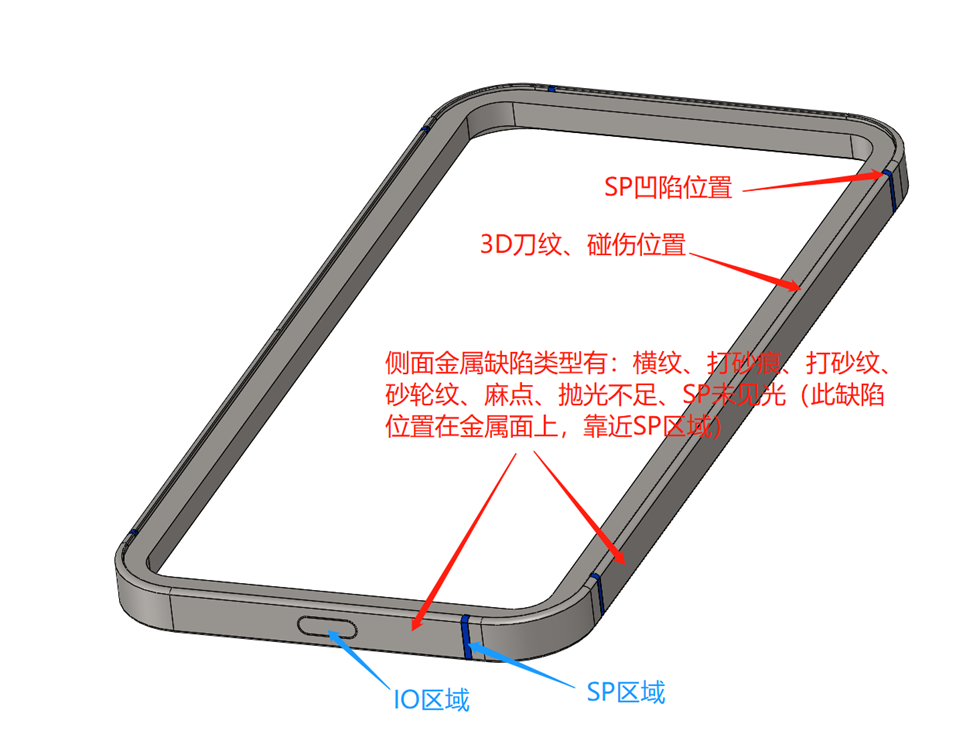 SP凹陷位置
3D刀纹、碰伤位置
侧面金属缺陷类型有：横纹、打砂痕、打砂纹、
砂轮纹、麻点、抛光不足、SP未见光（此缺陷
位置在金属面上，靠近SP区域）
IO区域
SP区域